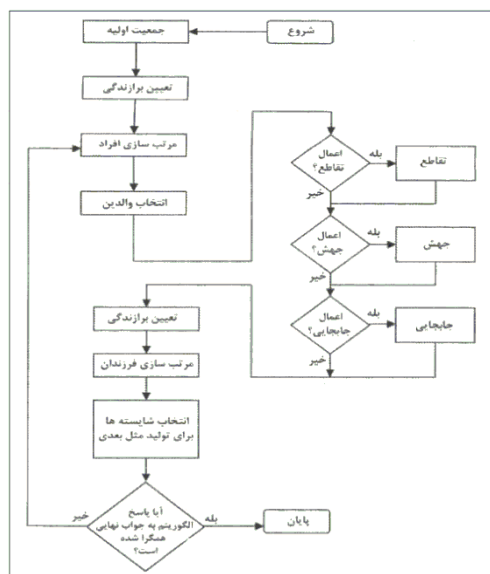 شروع
جمعیت اولیه
تعیین برازندگی
مرتب سازی افراد
انتخاب والدین
اعمال
تقاطع؟
بله
تقاطع
خیر
اعمال
جهش؟
بله
جهش
خیر
اعمال
جابجایی؟
بله
جابجایی
خیر
تعیین برازندگی
مرتب سازی فرزندان
انتخاب شایسته ها
برای تولید مثل بعدی
آیا پاسخ
الگوریتم به جواب نهایی
همگرا شده
است؟
خیر
بله
پایان